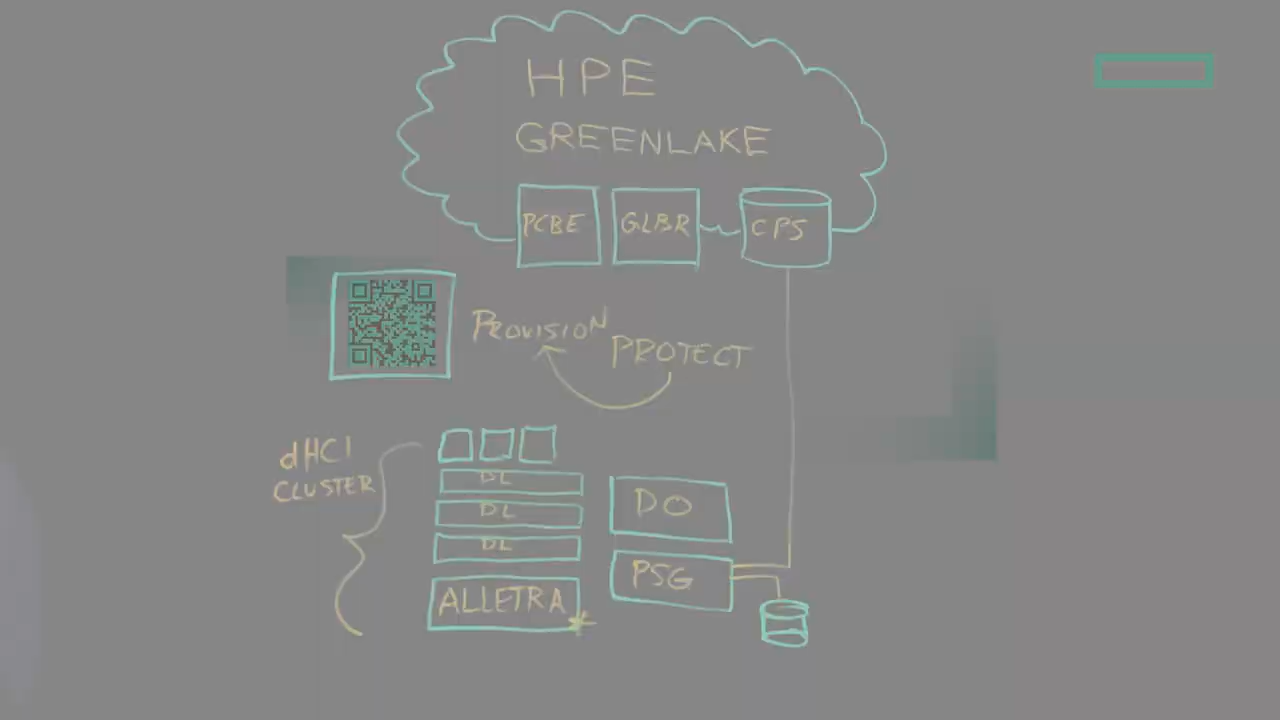 HPE
GREENLAKE
PCBE GLBR CPS
PROVISION
PROTECT
dHCI
CLUSTER
DL
DL
DL
ALLETRA
DO
PSG